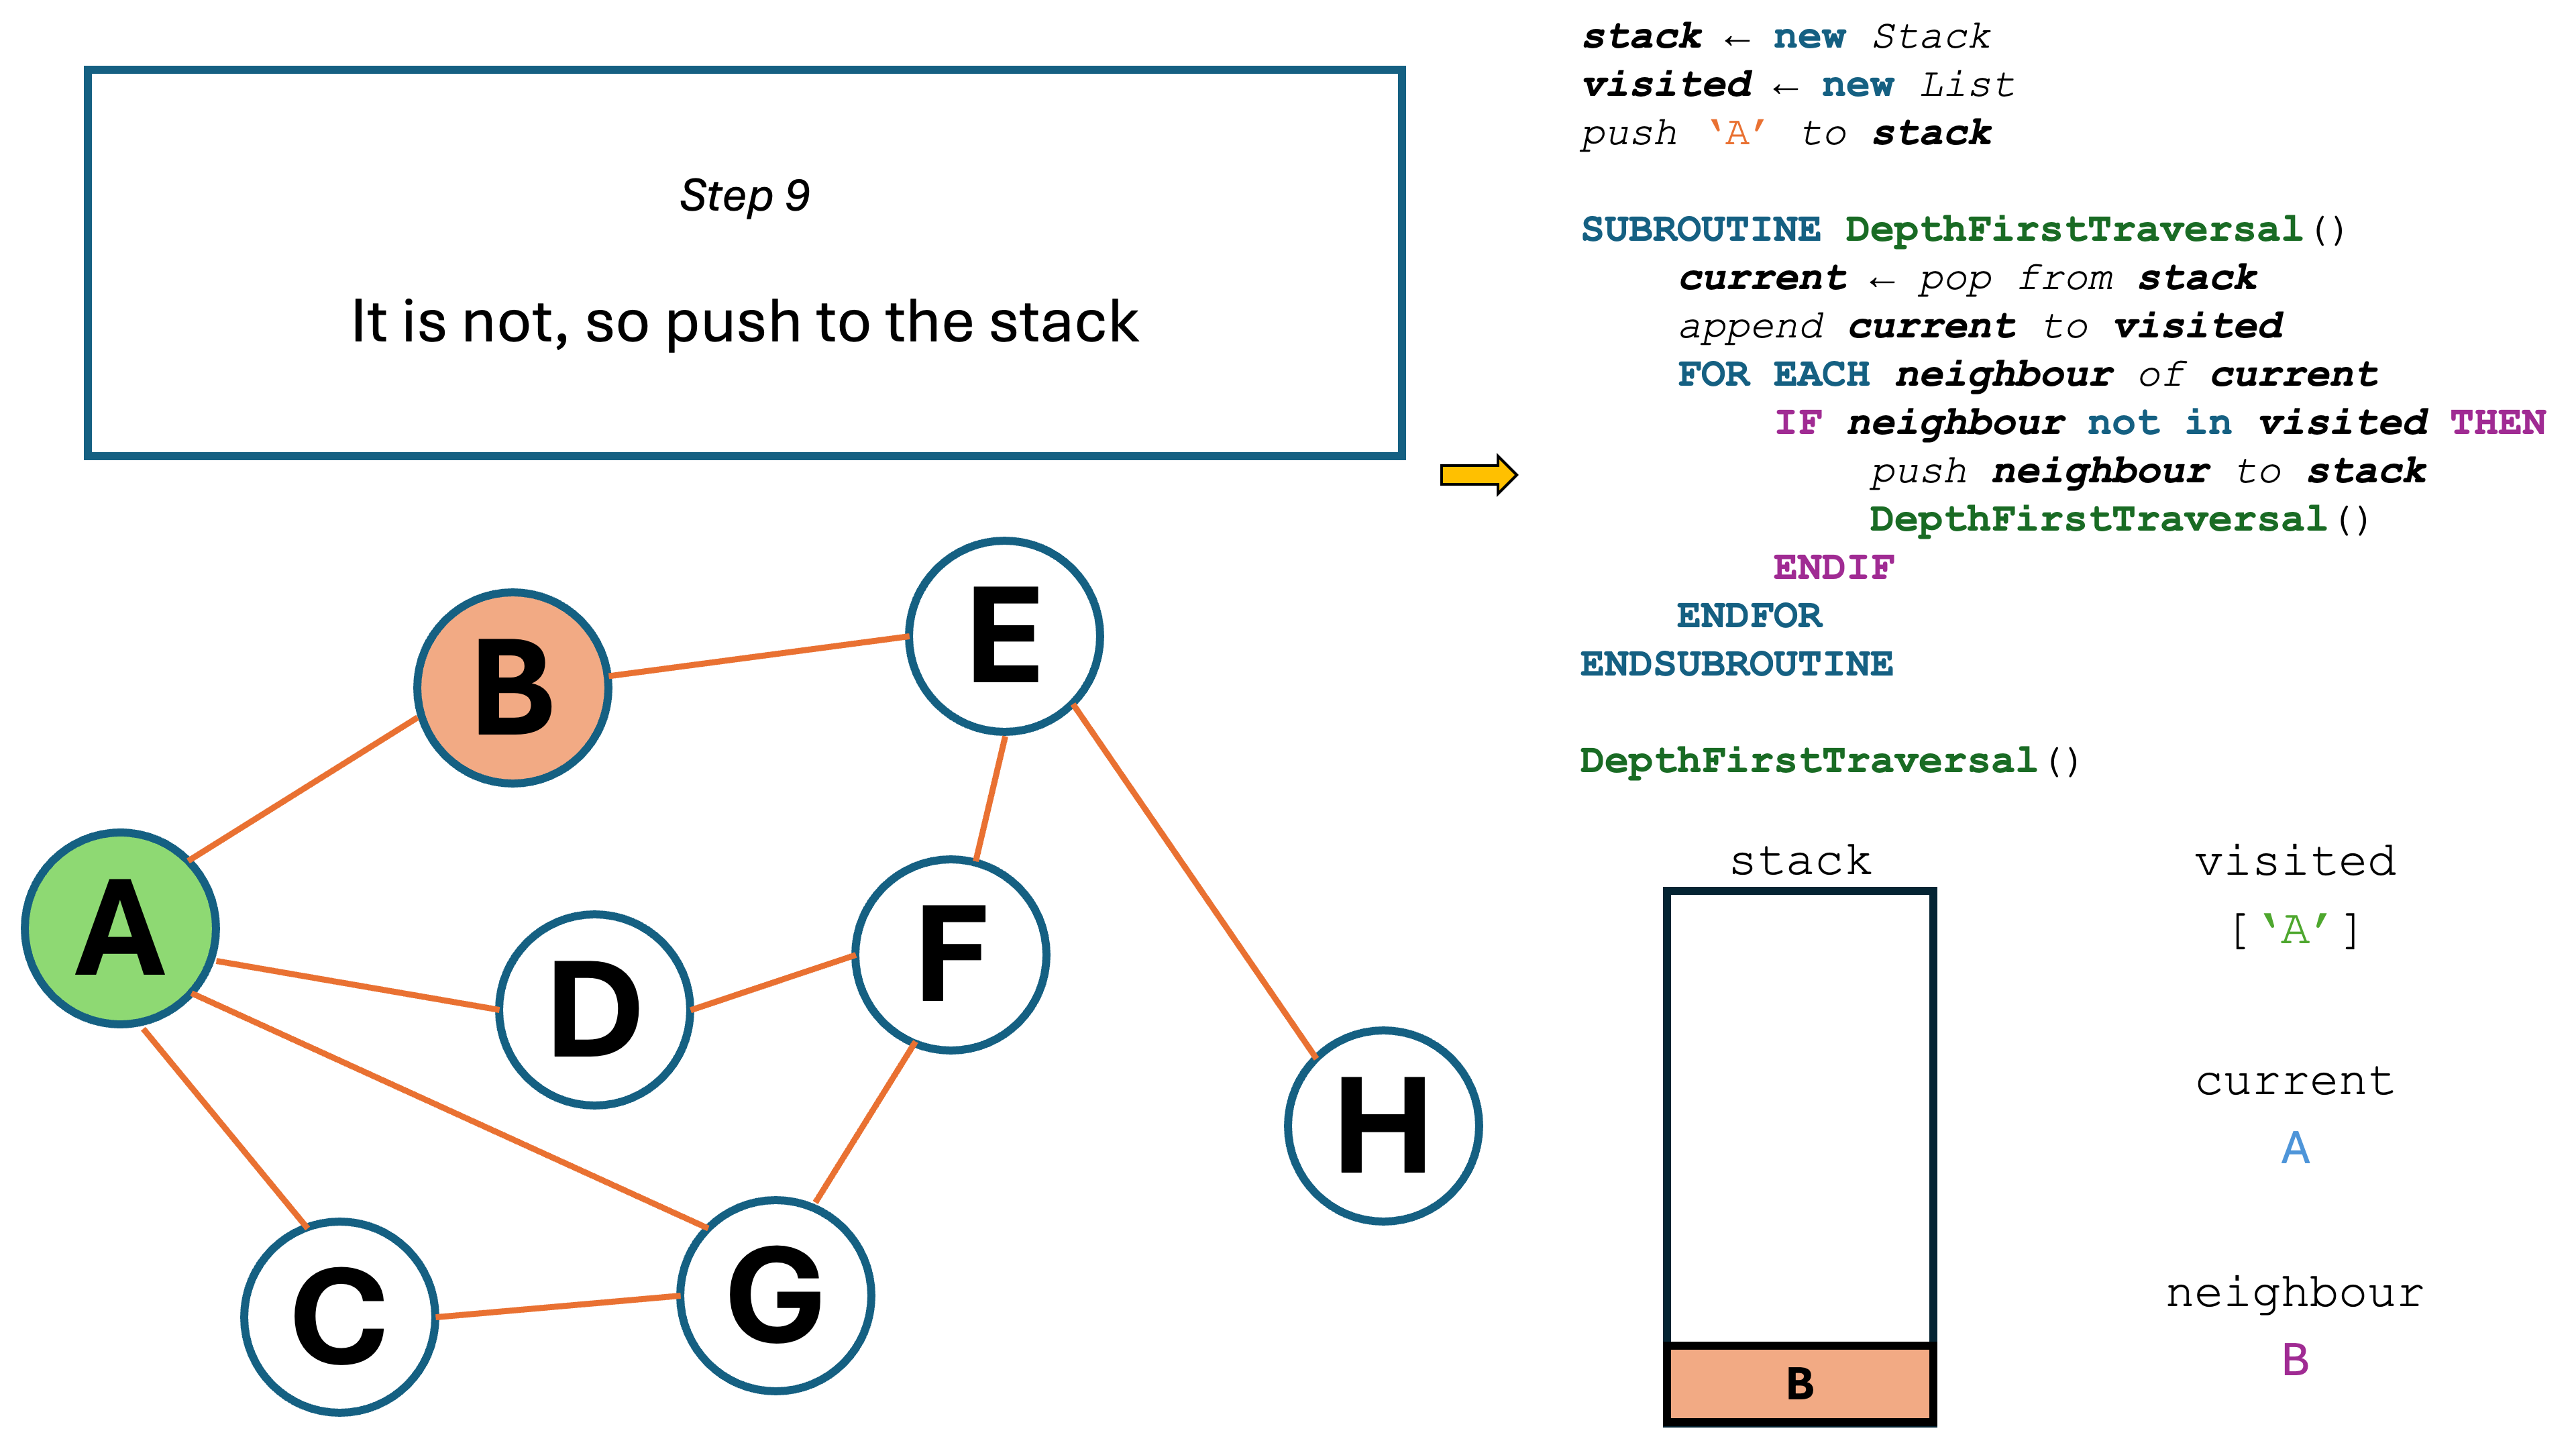 Step 9
It is not, so push to the stack
stack ← new Stack
visited ← new List
push ‘A’ to stack
SUBROUTINE DepthFirstTraversal()
current ← pop from stack
append current to visited
FOR EACH neighbour of current
IF neighbour not in visited THEN
push neighbour to stack
DepthFirstTraversal()
ENDIF
ENDFOR
ENDSUBROUTINE
DepthFirstTraversal()
E
B
A
F
D
H
G
C
stack
B
visited
[‘A’]
current
A
neighbour
B